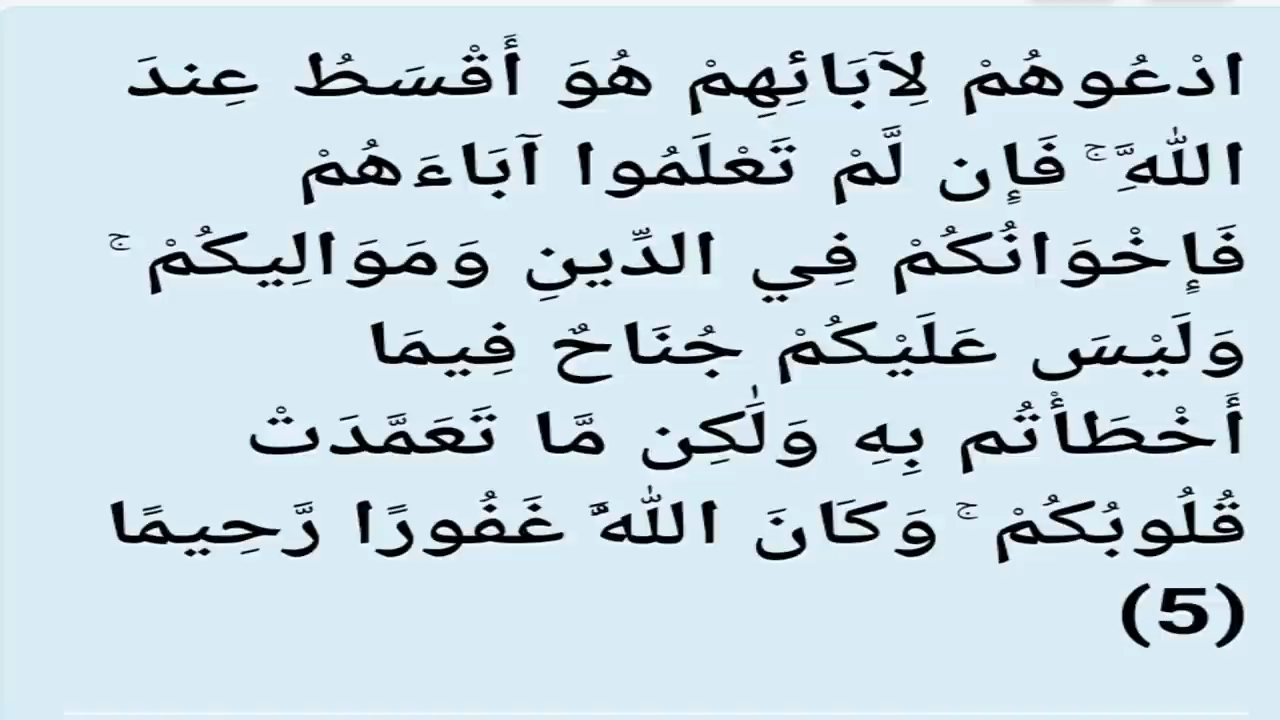 ادْعُوهُمْ لِآبَائِهِمْ هُوَ أَقْسَطُ عِندَ
اللَّهِ ۚ فَإِن لَّمْ تَعْلَمُوا آبَاءَهُمْ
فَإِخْوَانُكُمْ فِي الدِّينِ وَمَوَالِيكُمْ ۚ
وَلَيْسَ عَلَيْكُمْ جُنَاحٌ فِيمَا
أَخْطَأْتُم بِهِ وَلَٰكِن مَّا تَعَمَّدَتْ
قُلُوبُكُمْ ۚ وَكَانَ اللَّهُ غَفُورًا رَّحِيمًا
(5)